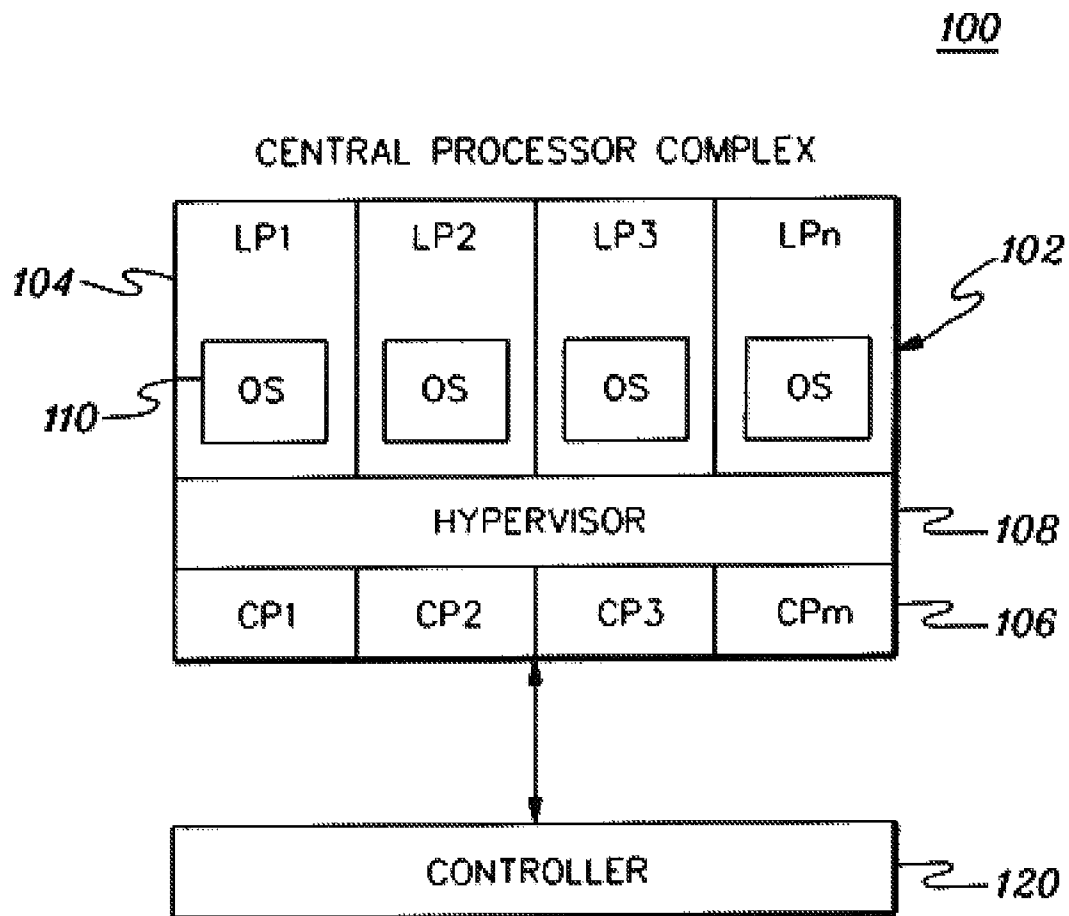 100
CENTRAL PROCESSOR COMPLEX
LP1 LP2 LP3 LPn
104
102
OS OS OS OS
110
HYPERVISOR
108
CP1 CP2 CP3 CPm
106
CONTROLLER
120